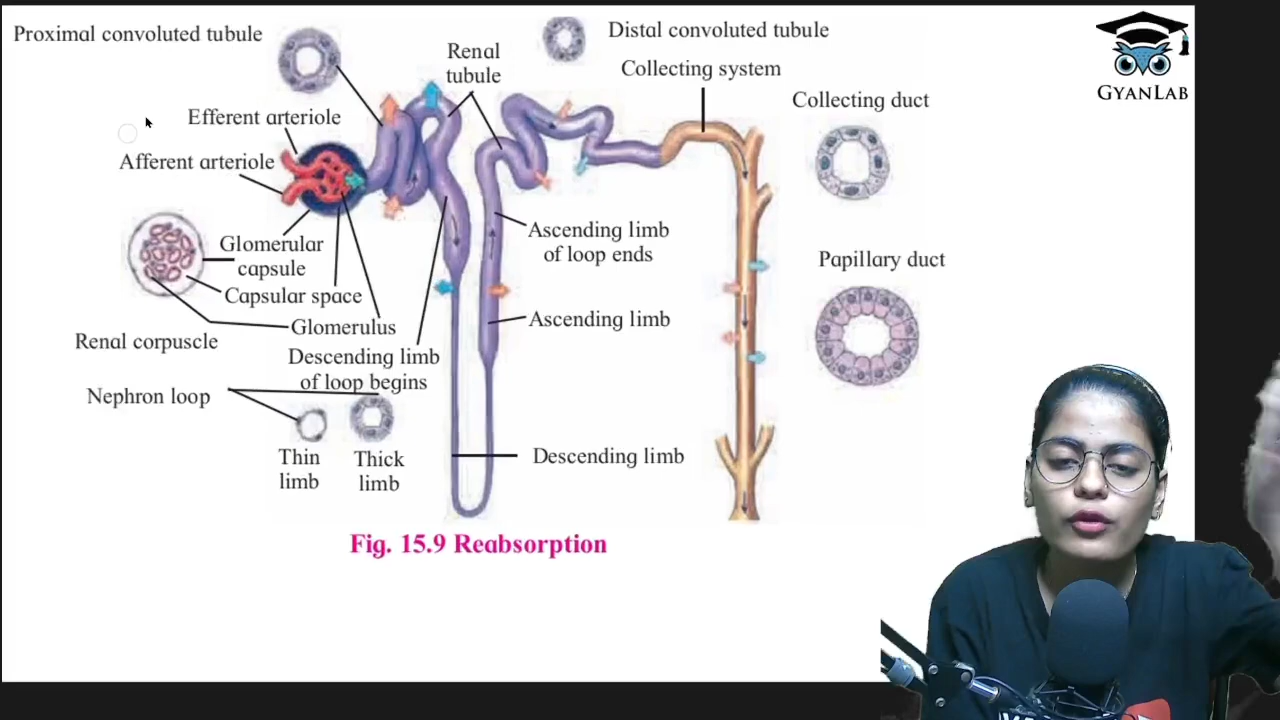 Proximal convoluted tubule
Distal convoluted tubule
Renal
tubule
Collecting system
GYANLAB
Collecting duct
Efferent arteriole
Afferent arteriole
Glomerular
capsule
Ascending limb
of loop ends
Papillary duct
Capsular space
Glomerulus
Ascending limb
Renal corpuscle
Descending limb
of loop begins
Nephron loop
Thin
limb
Thick
limb
Descending limb
Fig. 15.9 Reabsorption